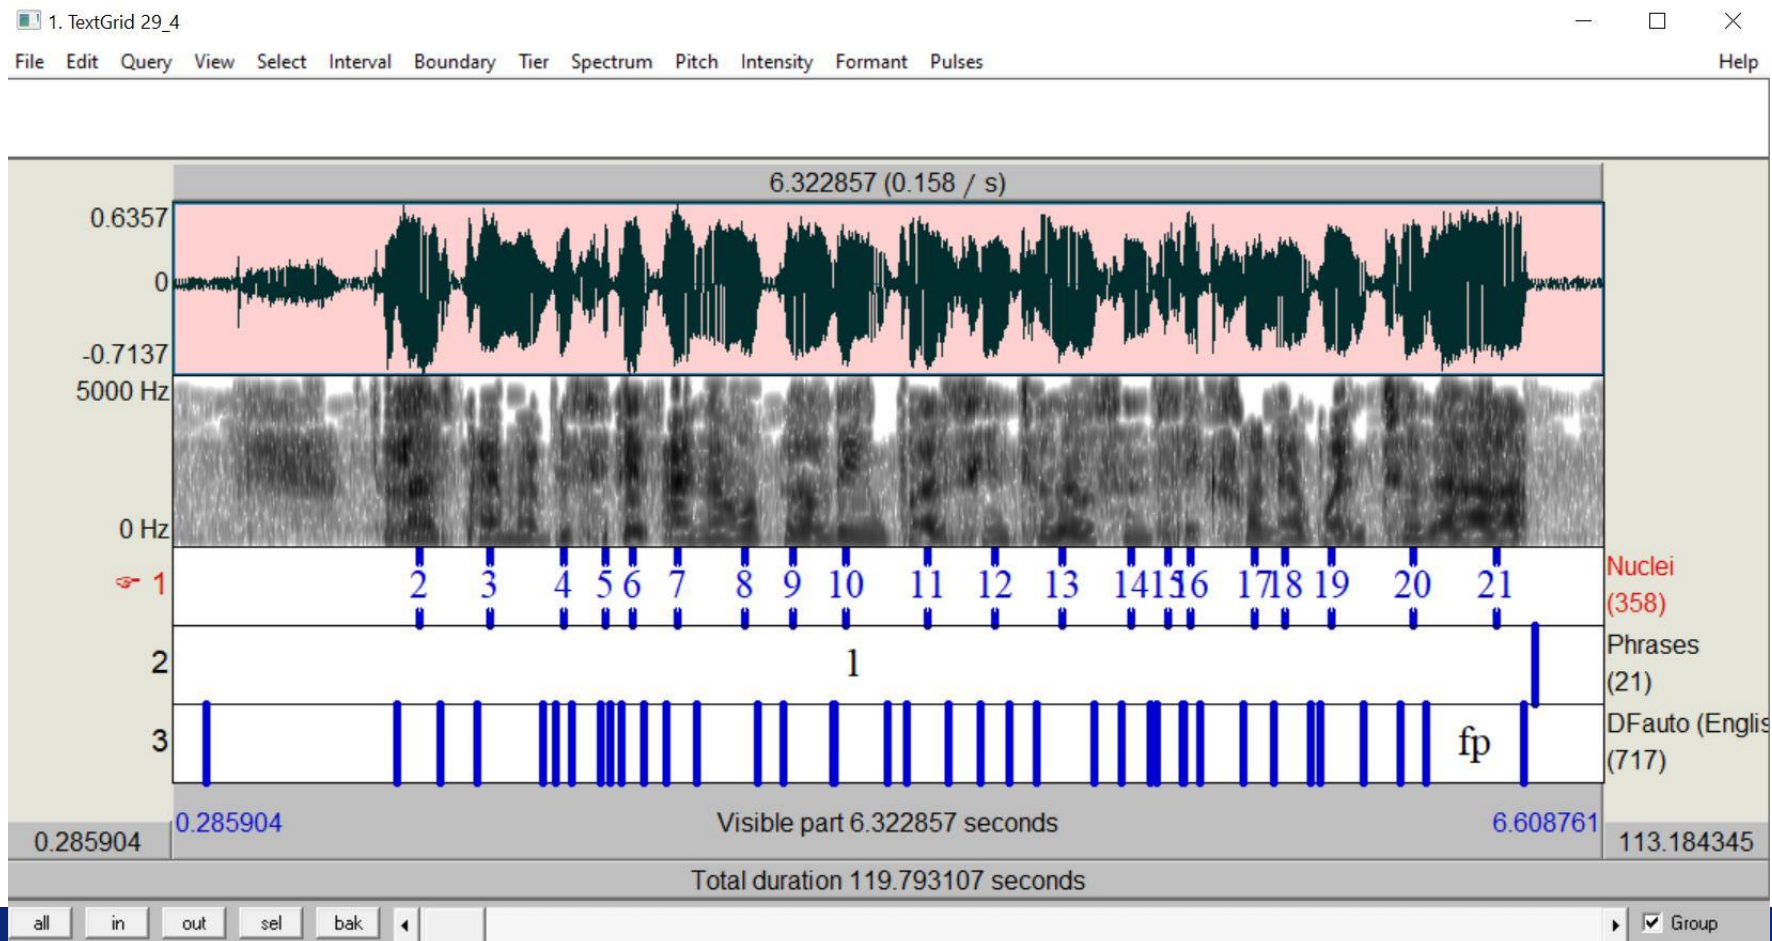 1. TextGrid 29_4
File Edit Query View Select Interval Boundary Tier Spectrum Pitch Intensity Formant Pulses Help
6.322857 (0.158 / s)
0.6357
0
-0.7137
5000 Hz
0 Hz
1 2 3 4 5 6 7 8 9 10 11 12 13 14 15 16 17 18 19 20 21 Nuclei
(358)
2 1 Phrases
(21)
3 fp DFauto (Englis
(717)
0.285904 Visible part 6.322857 seconds 6.608761
0.285904 113.184345
Total duration 119.793107 seconds
all in out sel bak Group